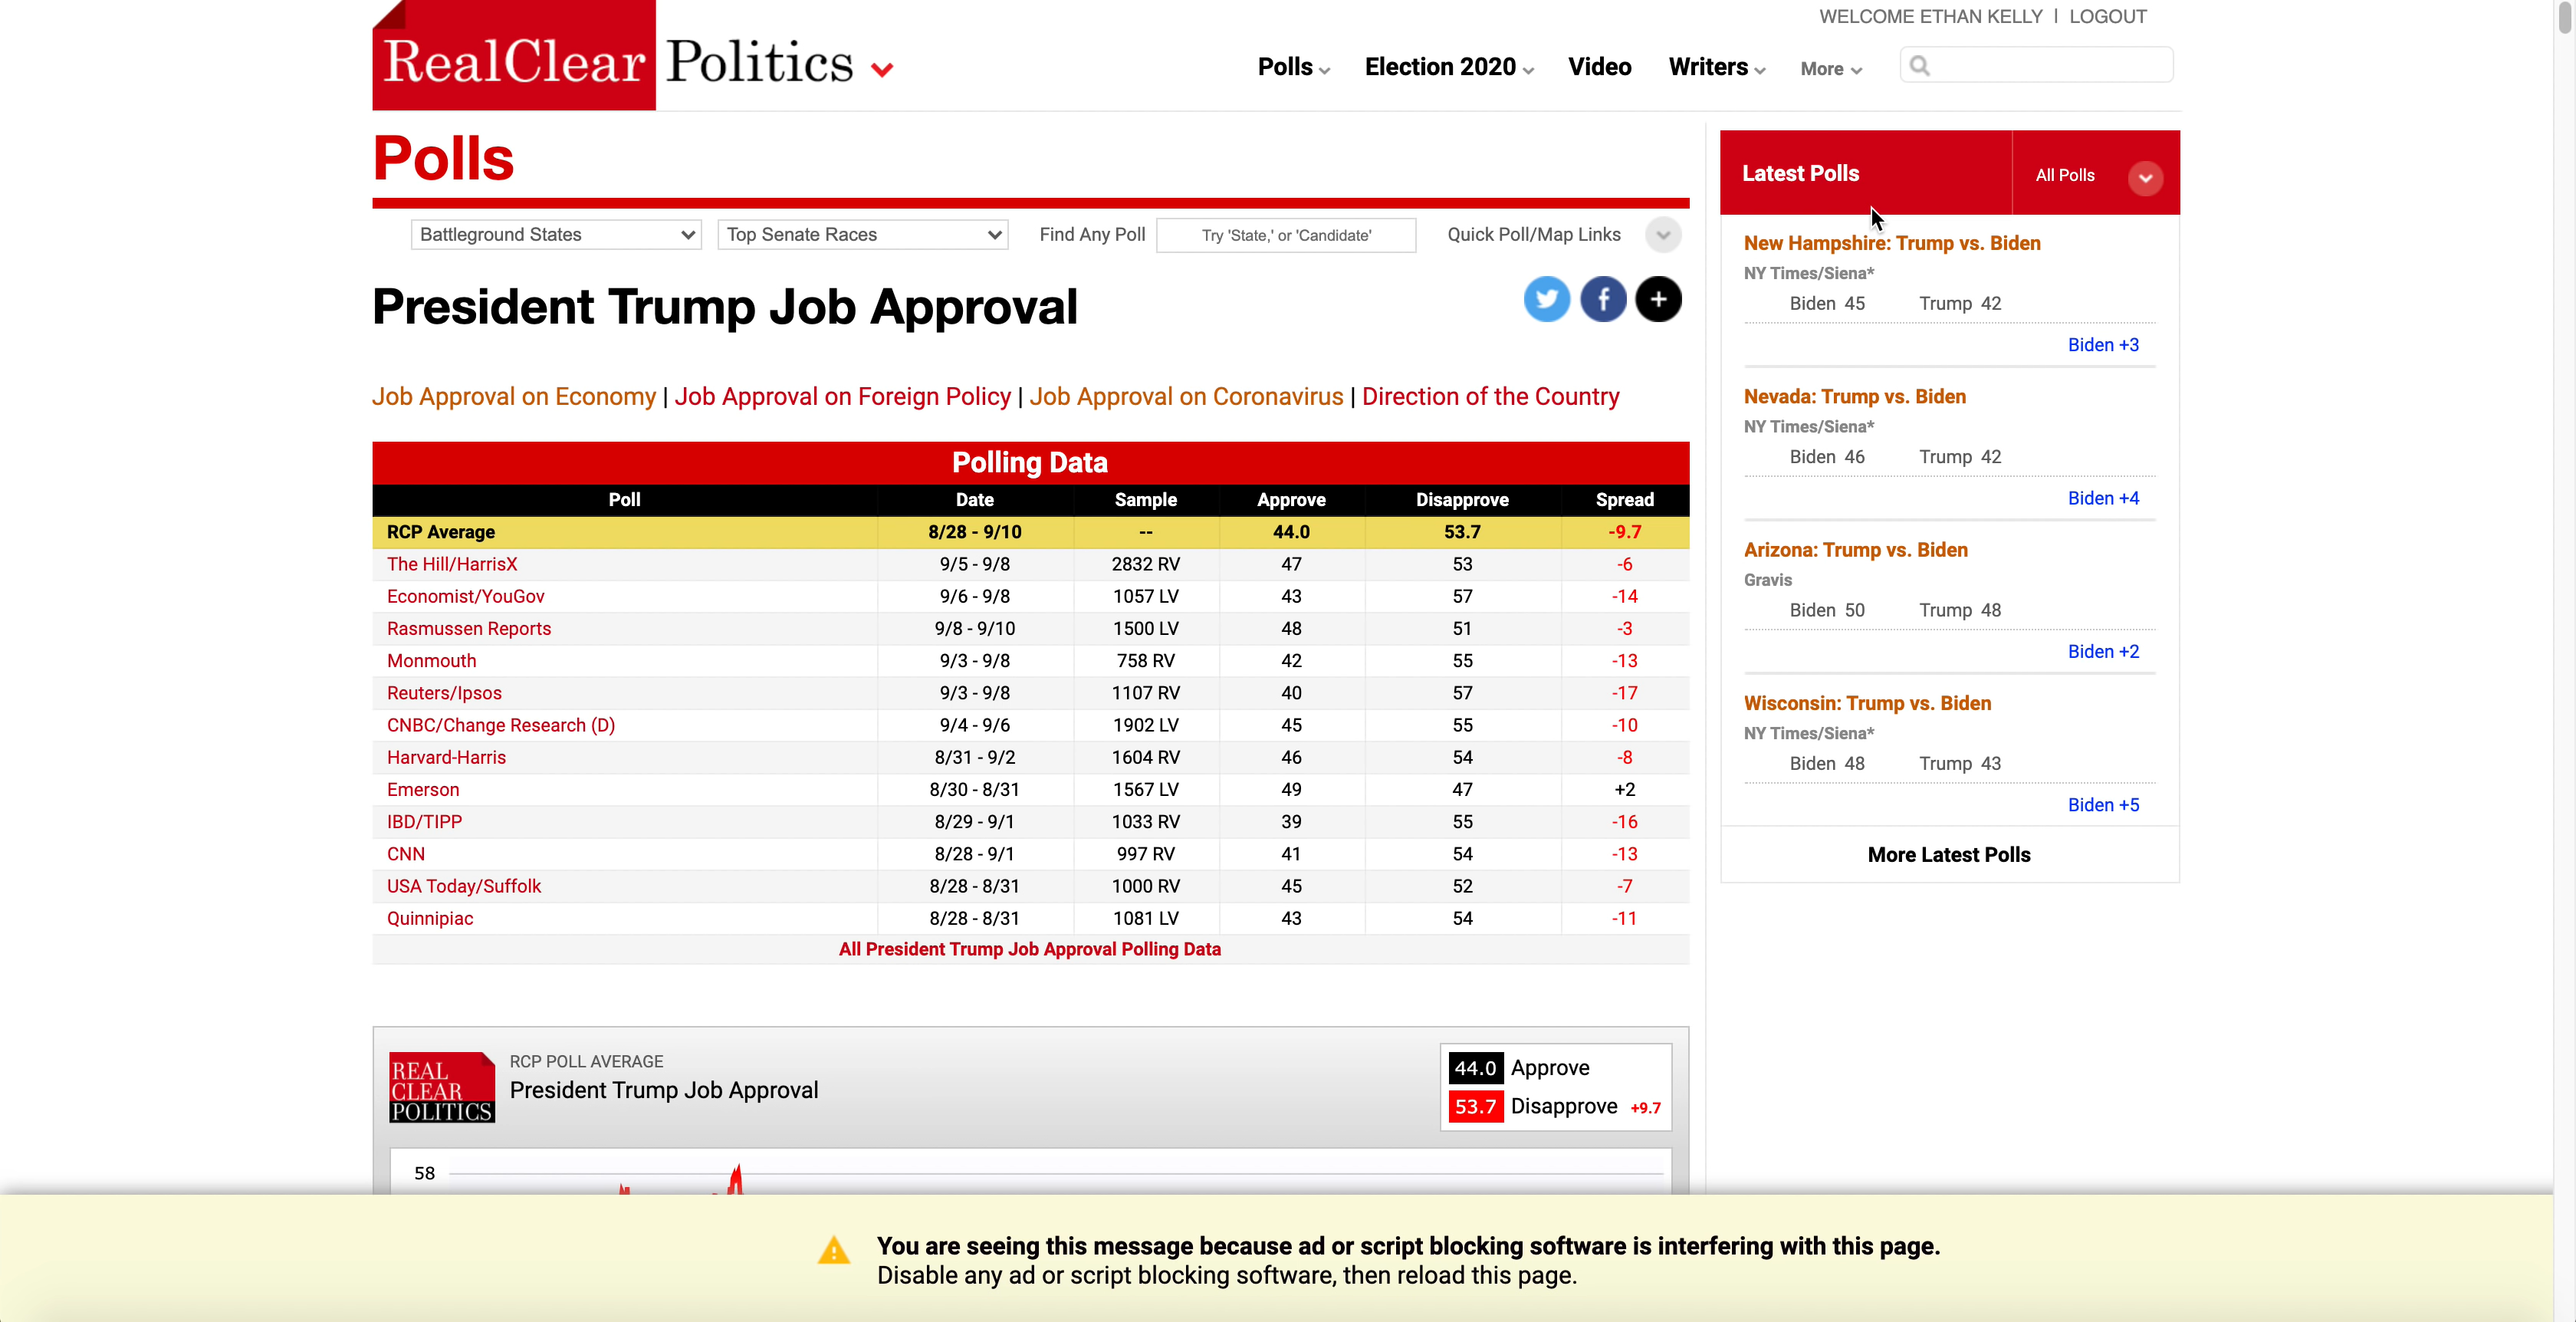 WELCOME ETHAN KELLY | LOGOUT
RealClear Politics
Polls Election 2020 Video Writers More
Polls
Battleground States Top Senate Races Find Any Poll Try 'State,' or 'Candidate' Quick Poll/Map Links
President Trump Job Approval
Job Approval on Economy | Job Approval on Foreign Policy | Job Approval on Coronavirus | Direction of the Country
Polling Data
Poll Date Sample Approve Disapprove Spread
RCP Average 8/28 - 9/10 -- 44.0 53.7 -9.7
The Hill/HarrisX 9/5 - 9/8 2832 RV 47 53 -6
Economist/YouGov 9/6 - 9/8 1057 LV 43 57 -14
Rasmussen Reports 9/8 - 9/10 1500 LV 48 51 -3
Monmouth 9/3 - 9/8 758 RV 42 55 -13
Reuters/Ipsos 9/3 - 9/8 1107 RV 40 57 -17
CNBC/Change Research (D) 9/4 - 9/6 1902 LV 45 55 -10
Harvard-Harris 8/31 - 9/2 1604 RV 46 54 -8
Emerson 8/30 - 8/31 1567 LV 49 47 +2
IBD/TIPP 8/29 - 9/1 1033 RV 39 55 -16
CNN 8/28 - 9/1 997 RV 41 54 -13
USA Today/Suffolk 8/28 - 8/31 1000 RV 45 52 -7
Quinnipiac 8/28 - 8/31 1081 LV 43 54 -11
All President Trump Job Approval Polling Data
REAL
CLEAR
POLITICS
RCP POLL AVERAGE
President Trump Job Approval
44.0 Approve
53.7 Disapprove +9.7
58
Latest Polls All Polls
New Hampshire: Trump vs. Biden
NY Times/Siena*
Biden 45 Trump 42
Biden +3
Nevada: Trump vs. Biden
NY Times/Siena*
Biden 46 Trump 42
Biden +4
Arizona: Trump vs. Biden
Gravis
Biden 50 Trump 48
Biden +2
Wisconsin: Trump vs. Biden
NY Times/Siena*
Biden 48 Trump 43
Biden +5
More Latest Polls
You are seeing this message because ad or script blocking software is interfering with this page.
Disable any ad or script blocking software, then reload this page.